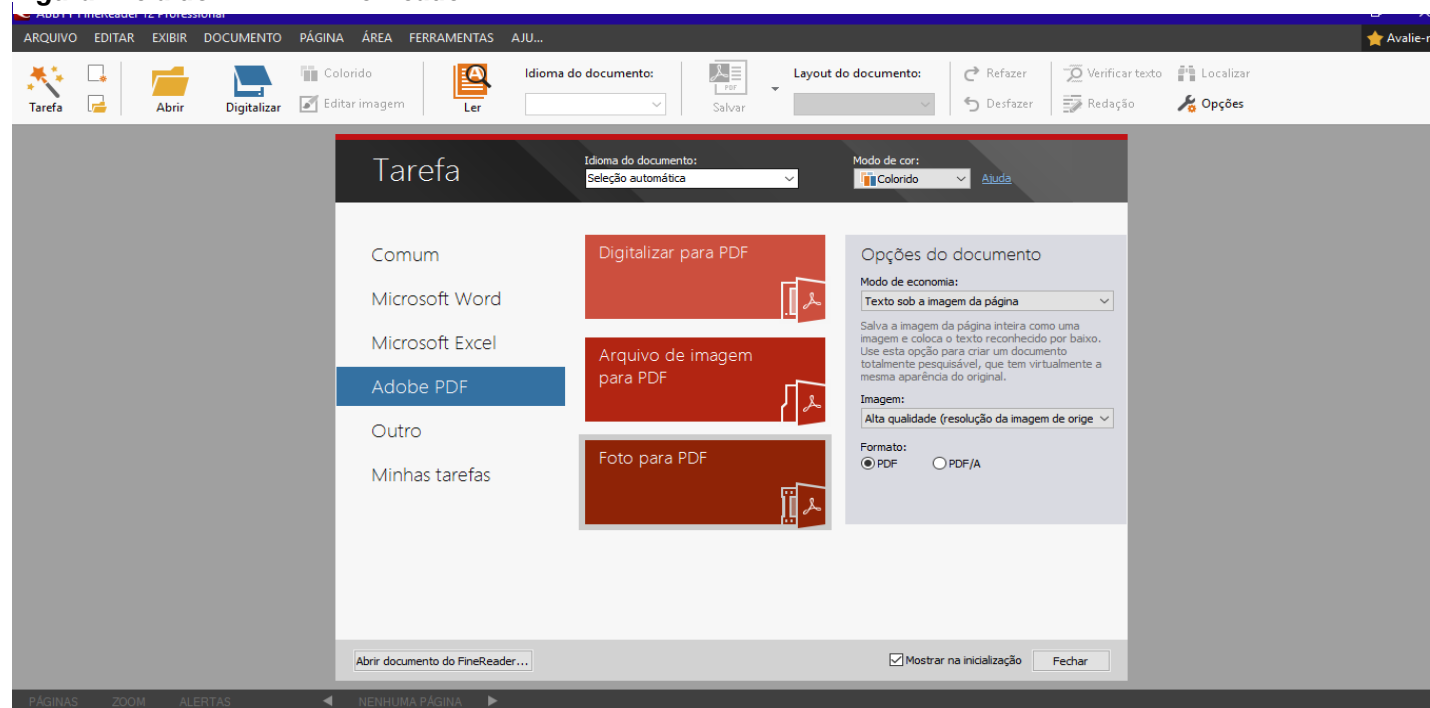 ABBYY FineReader 12 Professional
ARQUIVO EDITAR EXIBIR DOCUMENTO PÁGINA ÁREA FERRAMENTAS AJU...
Avalie-n
Tarefa
Abrir
Digitalizar
Colorido
Editar imagem
Ler
Idioma do documento:
Salvar
Layout do documento:
Refazer
Desfazer
Verificar texto
Redação
Localizar
Opções
Tarefa
Idioma do documento:
Seleção automática
Modo de cor:
Colorido
Ajuda
Comum
Microsoft Word
Microsoft Excel
Adobe PDF
Outro
Minhas tarefas
Digitalizar para PDF
Arquivo de imagem
para PDF
Foto para PDF
Opções do documento
Modo de economia:
Texto sob a imagem da página
Salva a imagem da página inteira como uma
imagem e coloca o texto reconhecido por baixo.
Use esta opção para criar um documento
totalmente pesquisável, que tem virtualmente a
mesma aparência do original.
Imagem:
Alta qualidade (resolução da imagem de orige
Formato:
PDF PDF/A
Abrir documento do FineReader...
Mostrar na inicialização
Fechar
PÁGINAS ZOOM ALERTAS NENHUMA PÁGINA